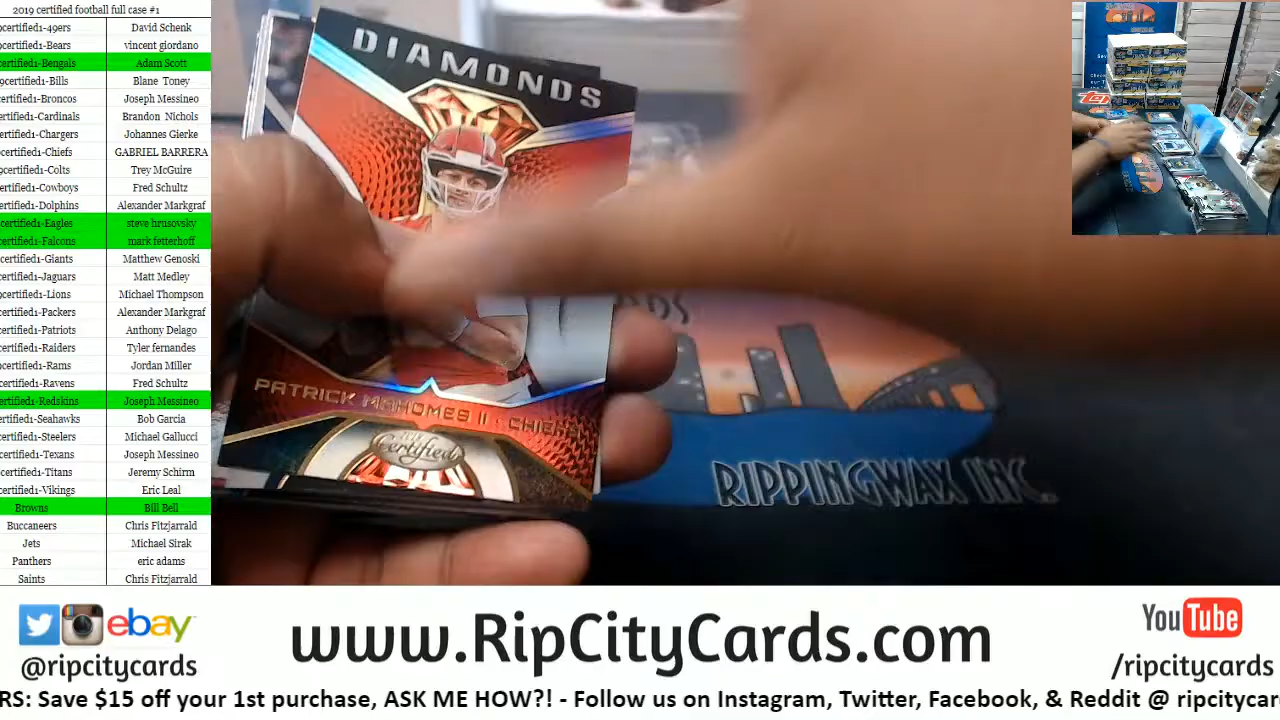 2019 certified football full case #1
9certified1-49ers David Schenk
certified1-Bears vincent giordano
certified1-Bengals Adam Scott
9certified1-Bills Blane Toney
certified1-Broncos Joseph Messineo
certified1-Cardinals Brandon Nichols
certified1-Chargers Johannes Gierke
certified1-Chiefs GABRIEL BARRERA
9certified1-Colts Trey McGuire
certified1-Cowboys Fred Schultz
certified1-Dolphins Alexander Markgraf
certified1-Eagles steve hrusovsky
certified1-Falcons mark fetterhoff
certified1-Giants Matthew Genoski
certified1-Jaguars Matt Medley
certified1-Lions Michael Thompson
certified1-Packers Alexander Markgraf
certified1-Patriots Anthony Delago
certified1-Raiders Tyler fernandes
certified1-Rams Jordan Miller
certified1-Ravens Fred Schultz
certified1-Redskins Joseph Messineo
certified1-Seahawks Bob Garcia
certified1-Steelers Michael Gallucci
certified1-Texans Joseph Messineo
certified1-Titans Jeremy Schirm
certified1-Vikings Eric Leal
Browns Bill Bell
Buccaneers Chris Fitzjarrald
Jets Michael Sirak
Panthers eric adams
Saints Chris Fitzjarrald
DIAMONDS
PATRICK MAHOMES II - CHIEFS
Certified
RDS
RIPPINGWAX INC.
ebay
@ripcitycards
www.RipCityCards.com
YouTube
/ripcitycards
RS: Save $15 off your 1st purchase, ASK ME HOW?! - Follow us on Instagram, Twitter, Facebook, & Reddit @ ripcitycar